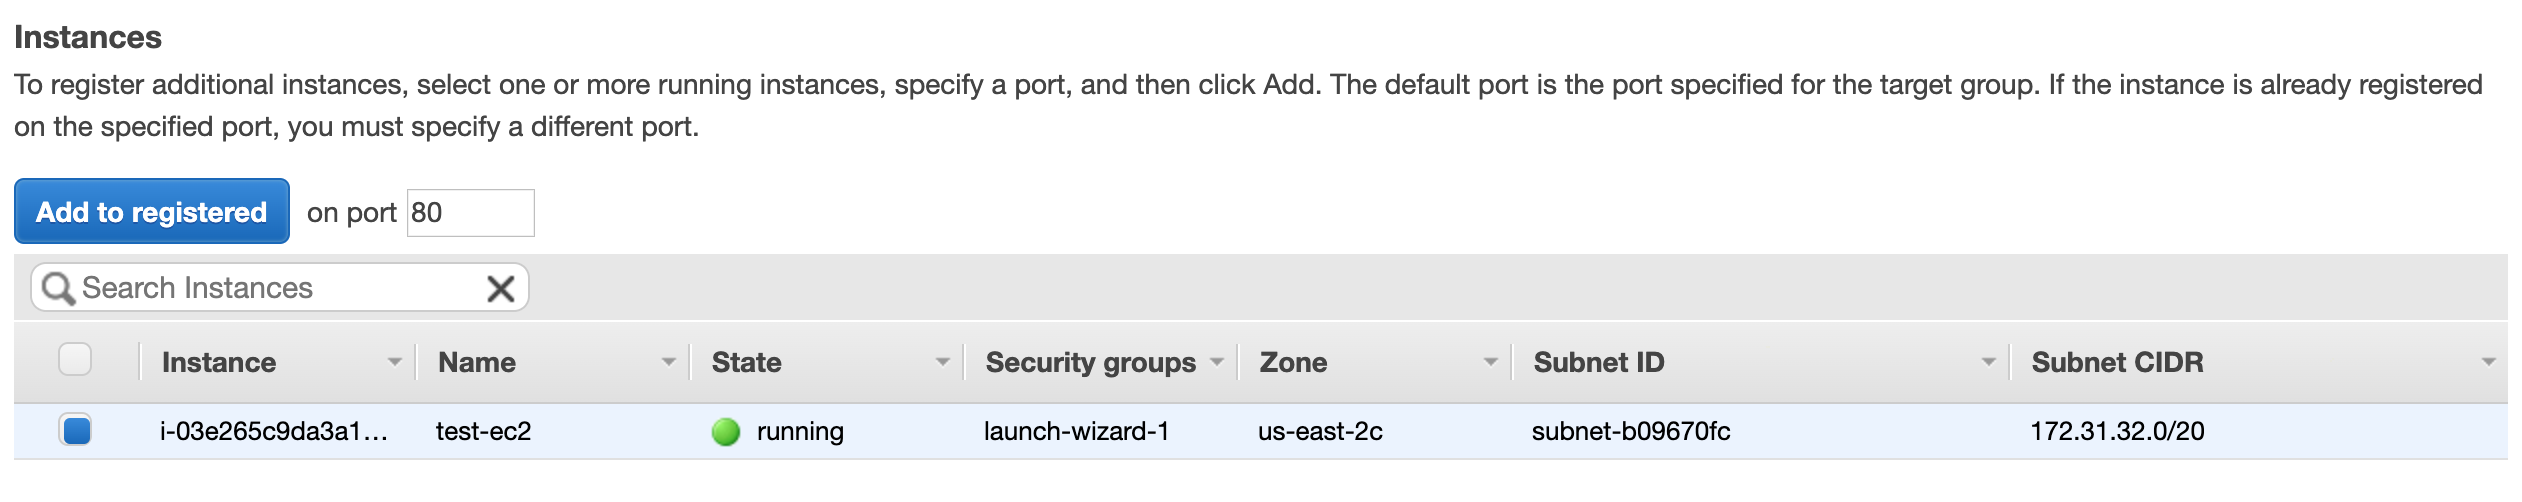 Instances
To register additional instances, select one or more running instances, specify a port, and then click Add. The default port is the port specified for the target group. If the instance is already registered
on the specified port, you must specify a different port.
Add to registered on port 80
Search Instances
Instance Name State Security groups Zone Subnet ID Subnet CIDR
i-03e265c9da3a1... test-ec2 running launch-wizard-1 us-east-2c subnet-b09670fc 172.31.32.0/20